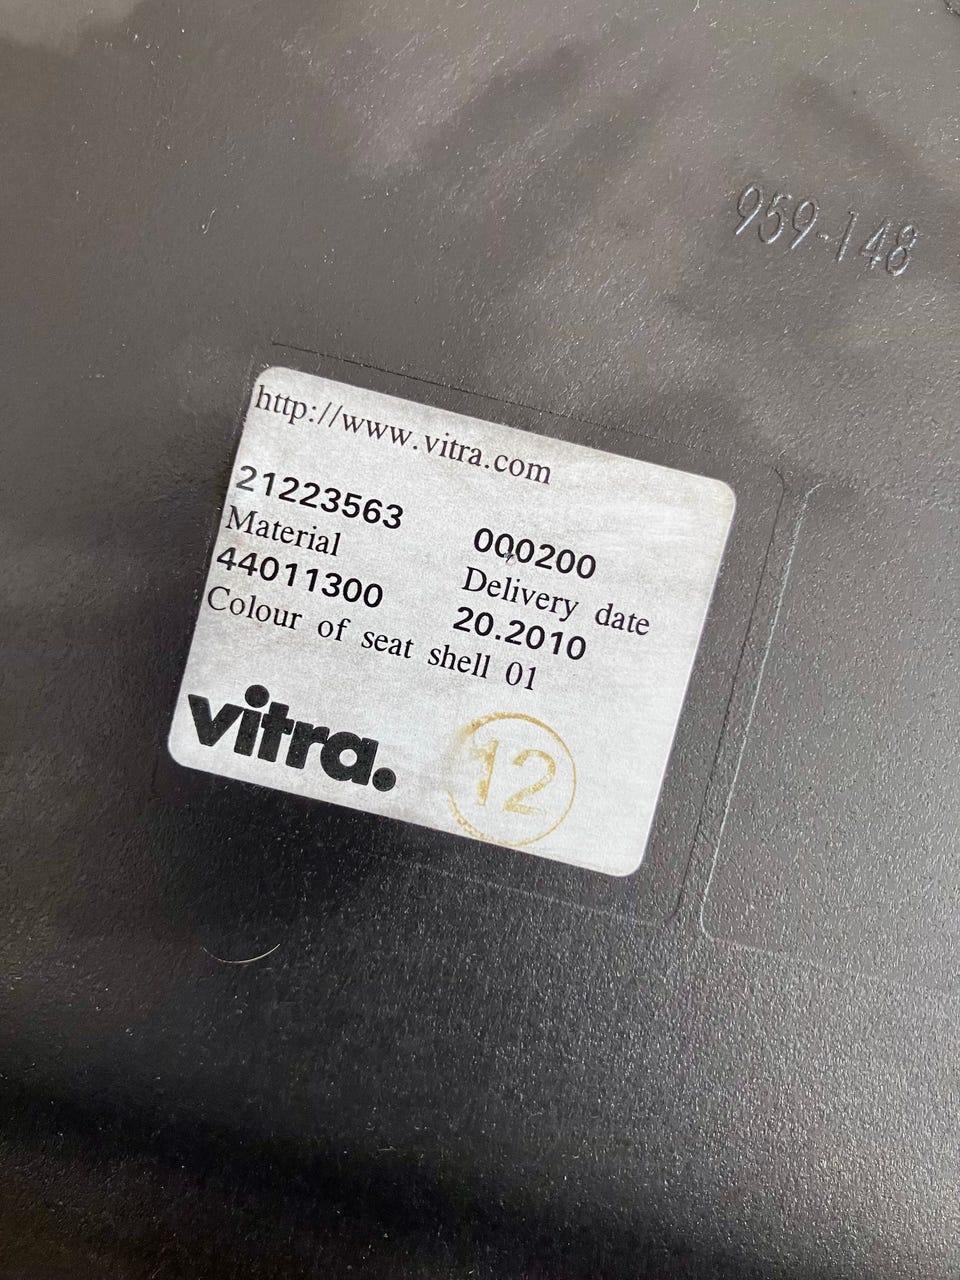 959-148
http://www.vitra.com
21223563 000200
Material Delivery date
44011300 20.2010
Colour of seat shell 01
vitra.
12